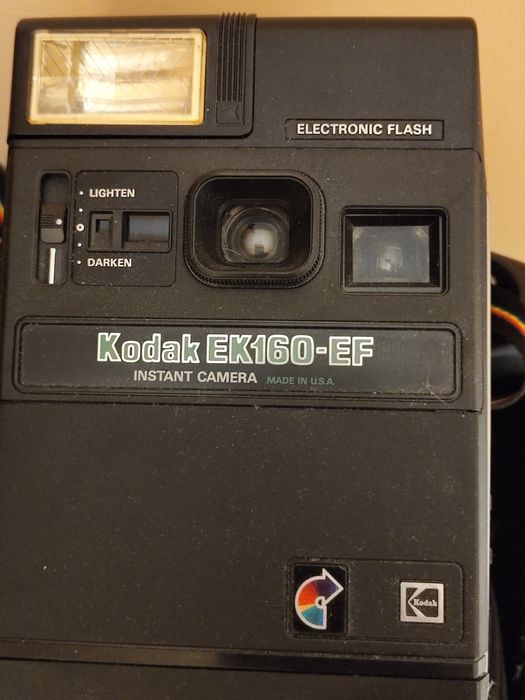 ELECTRONIC FLASH
LIGHTEN
DARKEN
Kodak EK160-EF
INSTANT CAMERA MADE IN U.S.A.
Kodak